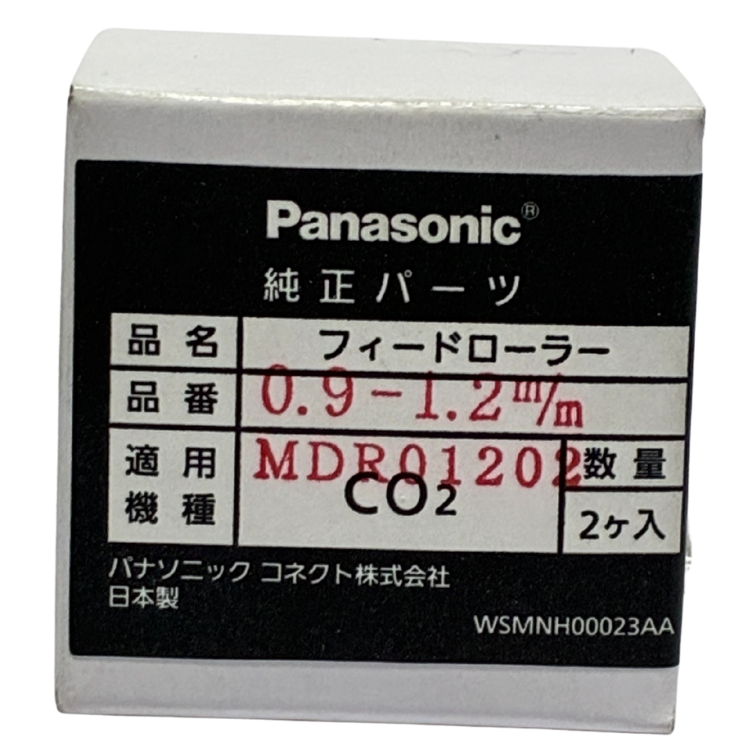 Panasonic®
純正パーツ
品名 フィードローラー
品番 0.9-1.2m/m
適用機種 MDR01202 数量
CO2 2ヶ入
パナソニック コネクト株式会社
日本製
WSMNH00023AA